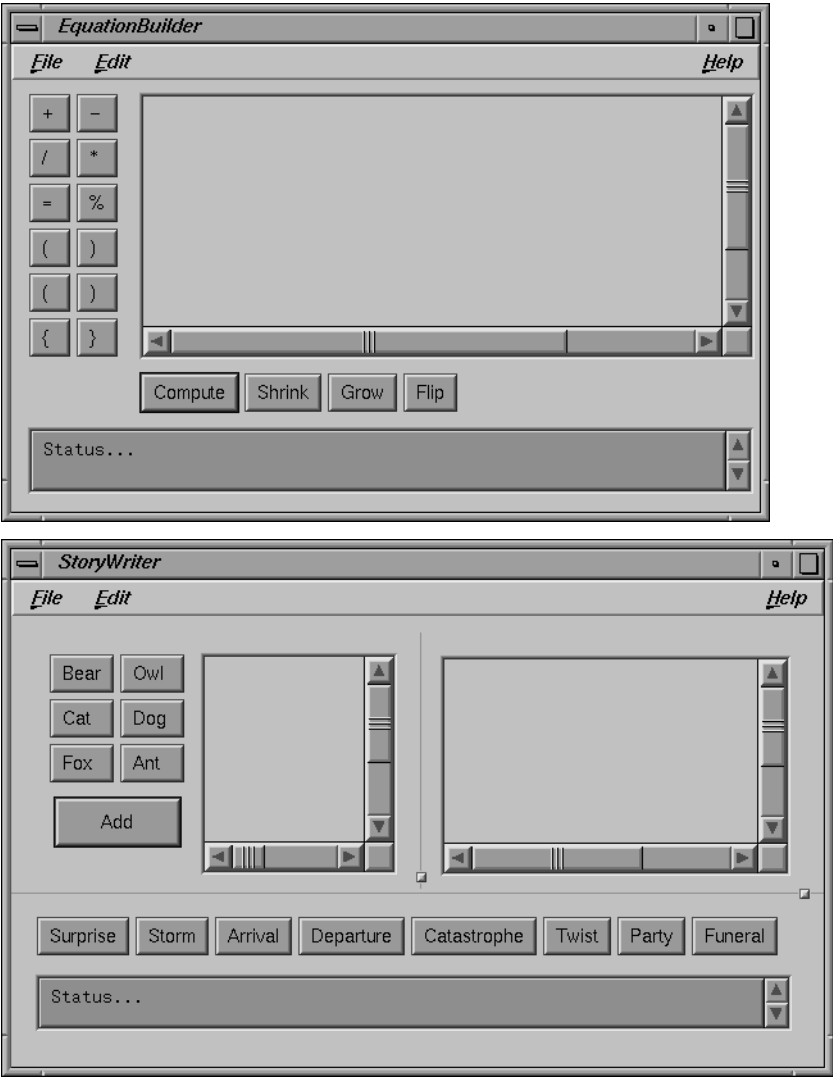 EquationBuilder
File Edit Help
+ −
/ *
= %
( )
( )
{ }
Compute Shrink Grow Flip
Status...
StoryWriter
File Edit Help
Bear Owl
Cat Dog
Fox Ant
Add
Surprise Storm Arrival Departure Catastrophe Twist Party Funeral
Status...